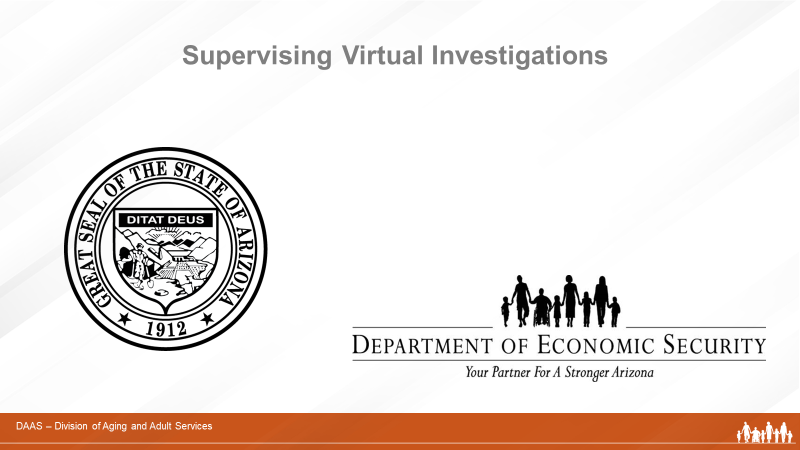 Supervising Virtual Investigations
GREAT SEAL OF THE STATE OF ARIZONA
DITAT DEUS
★ 1912 ★
DEPARTMENT OF ECONOMIC SECURITY
Your Partner For A Stronger Arizona
DAAS – Division of Aging and Adult Services